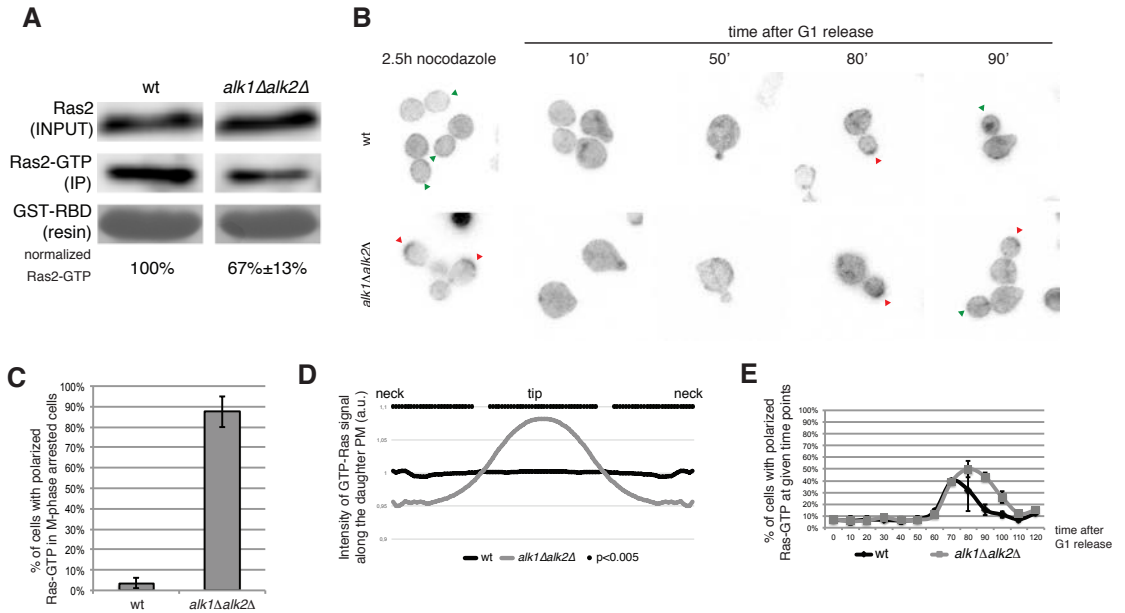 A
wt
alk1Δalk2Δ
Ras2
(INPUT)
Ras2-GTP
(IP)
GST-RBD
(resin)
normalized
Ras2-GTP
100%
67%±13%
B
time after G1 release
2.5h nocodazole
10’
50’
80’
90’
wt
alk1Δalk2Δ
C
% of cells with polarized
Ras-GTP in M-phase arrested cells
100%
90%
80%
70%
60%
50%
40%
30%
20%
10%
0%
wt
alk1Δalk2Δ
D
Intensity of GTP-Ras signal
along the daughter PM (a.u.)
neck
tip
neck
1,1
1,05
1
0,95
0,9
wt
alk1Δalk2Δ
p<0.005
E
% of cells with polarized
Ras-GTP at given time points
100%
90%
80%
70%
60%
50%
40%
30%
20%
10%
0%
0 10 20 30 40 50 60 70 80 90 100 110 120
time after
G1 release
wt
alk1Δalk2Δ